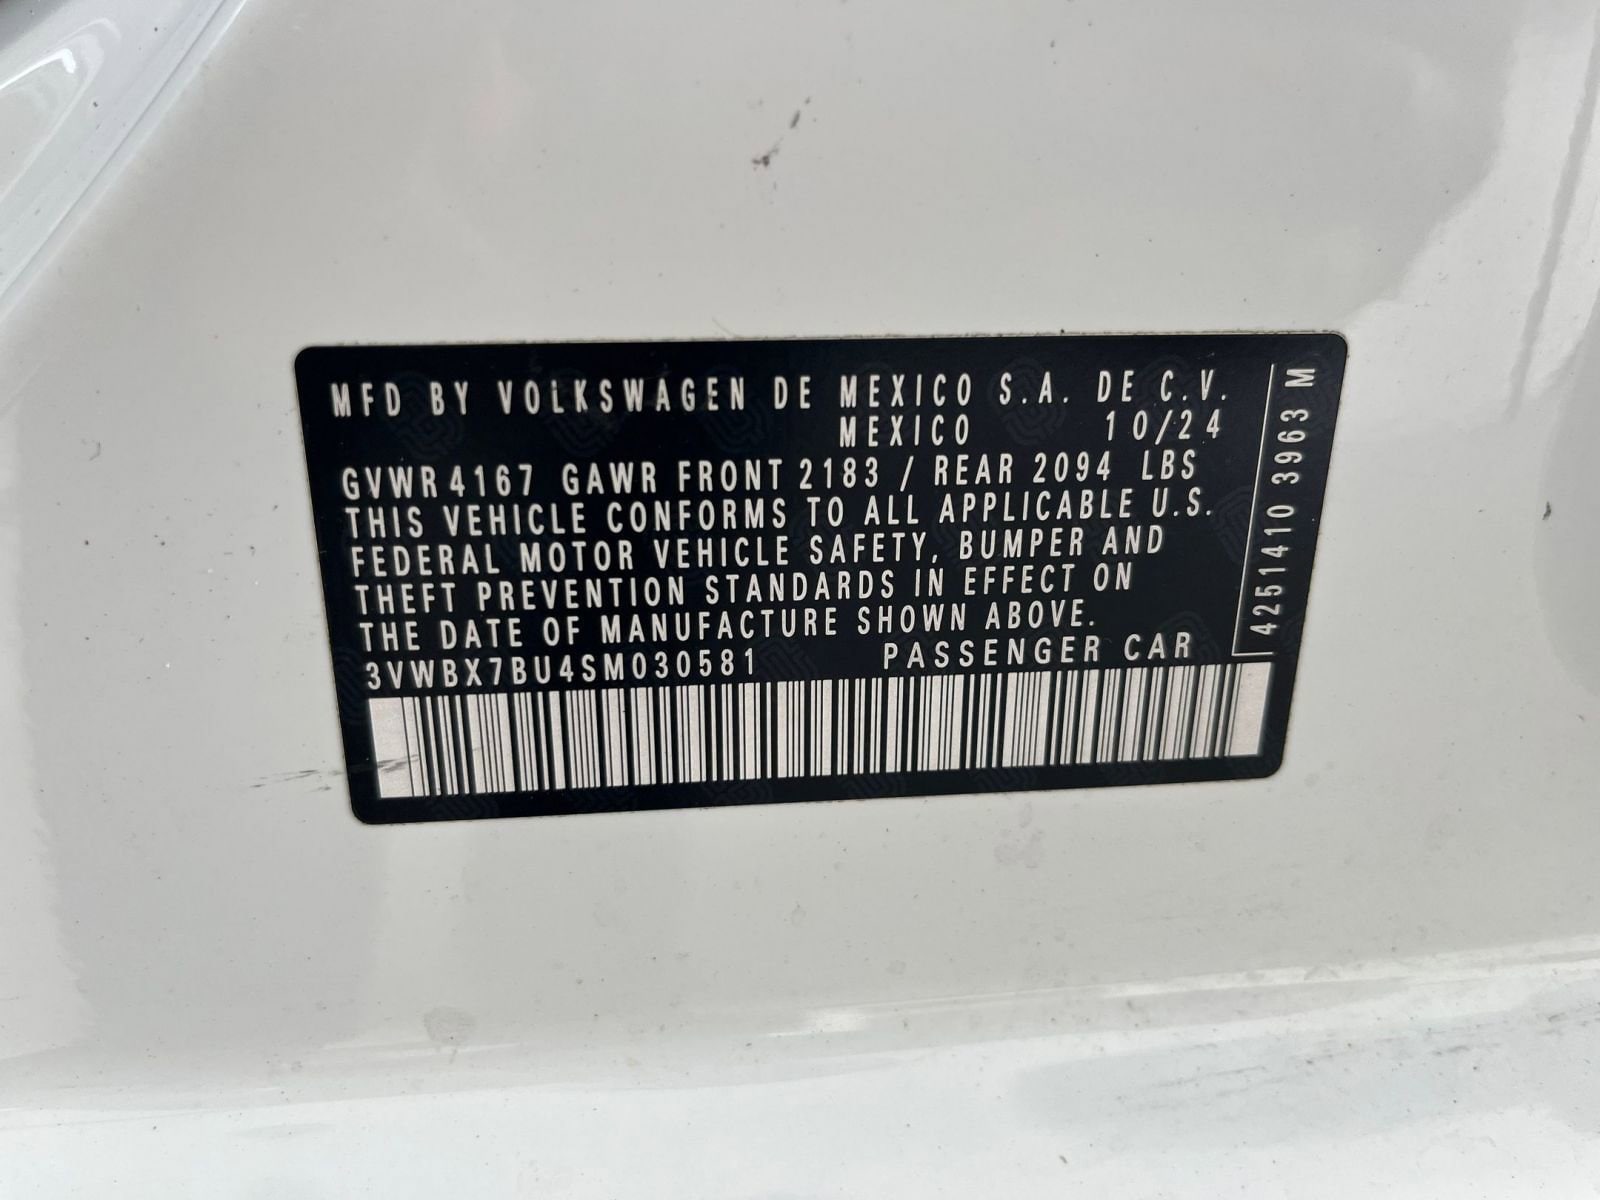 MFD BY VOLKSWAGEN DE MEXICO S.A. DE C.V.
MEXICO 10/24
GVWR 4167 GAWR FRONT 2183 / REAR 2094 LBS
THIS VEHICLE CONFORMS TO ALL APPLICABLE U.S.
FEDERAL MOTOR VEHICLE SAFETY, BUMPER AND
THEFT PREVENTION STANDARDS IN EFFECT ON
THE DATE OF MANUFACTURE SHOWN ABOVE.
3VWBX7BU4SM030581 PASSENGER CAR
4251410 3963 M